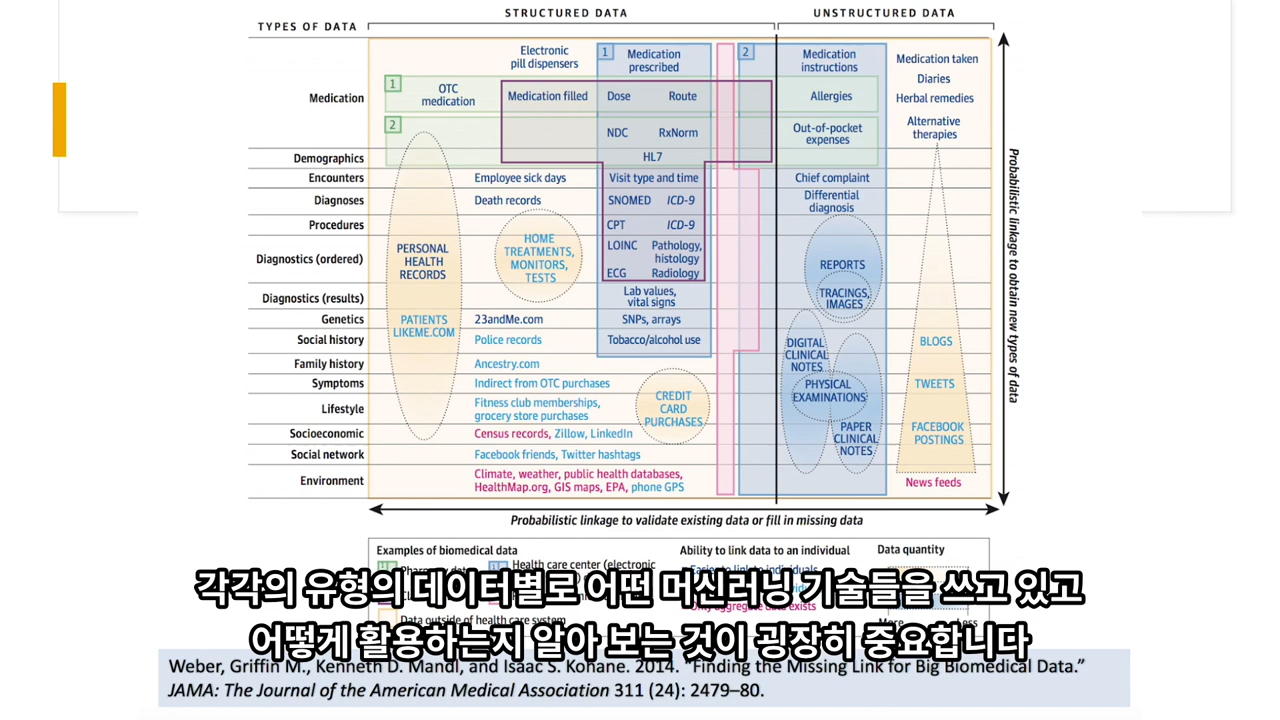 STRUCTURED DATA
UNSTRUCTURED DATA
TYPES OF DATA
Electronic
pill dispensers
1
Medication
prescribed
2
Medication
instructions
Medication taken
Diaries
Herbal remedies
Alternative
therapies
Medication
1
OTC
medication
Medication filled
Dose
Route
Allergies
2
NDC
RxNorm
Out-of-pocket
expenses
HL7
Demographics
Encounters
Employee sick days
Visit type and time
Chief complaint
Diagnoses
Death records
SNOMED
ICD-9
Differential
diagnosis
Procedures
CPT
ICD-9
PERSONAL
HEALTH
RECORDS
HOME
TREATMENTS,
MONITORS,
TESTS
Diagnostics (ordered)
LOINC
Pathology,
histology
ECG
Radiology
REPORTS
TRACINGS,
IMAGES
Diagnostics (results)
Lab values,
vital signs
Genetics
PATIENTS
LIKEME.COM
23andMe.com
SNPs, arrays
Social history
Police records
Tobacco/alcohol use
DIGITAL
CLINICAL
NOTES
BLOGS
Family history
Ancestry.com
Symptoms
Indirect from OTC purchases
PHYSICAL
EXAMINATIONS
TWEETS
Lifestyle
Fitness club memberships,
grocery store purchases
CREDIT
CARD
PURCHASES
Socioeconomic
Census records, Zillow, LinkedIn
PAPER
CLINICAL
NOTES
FACEBOOK
POSTINGS
Social network
Facebook friends, Twitter hashtags
Environment
Climate, weather, public health databases,
HealthMap.org, GIS maps, EPA, phone GPS
News feeds
Probabilistic linkage to obtain new types of data
Probabilistic linkage to validate existing data or fill in missing data
Examples of biomedical data
Ability to link data to an individual
Data quantity
Health care center (electronic
Data outside of health care system
각각의 유형의 데이터별로 어떤 머신러닝 기술들을 쓰고 있고
어떻게 활용하는지 알아 보는 것이 굉장히 중요합니다
Weber, Griffin M., Kenneth D. Mandl, and Isaac S. Kohane. 2014. "Finding the Missing Link for Big Biomedical Data."
JAMA: The Journal of the American Medical Association 311 (24): 2479–80.